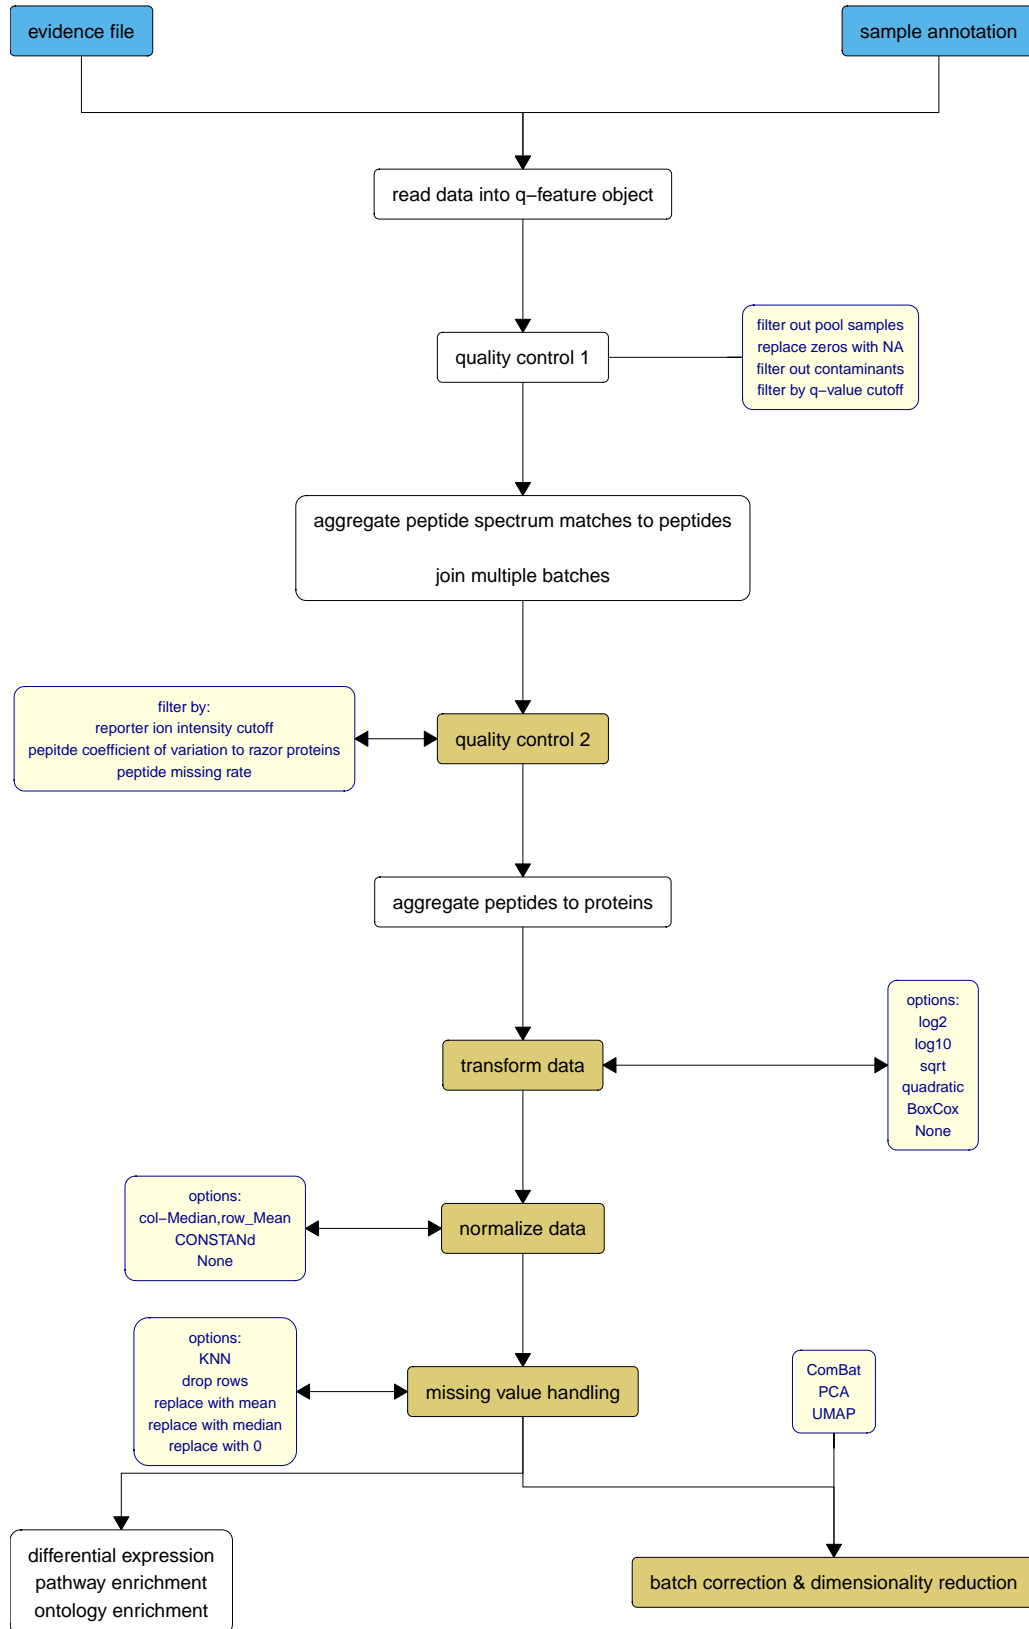 evidence file
sample annotation
read data into q−feature object
quality control 1
filter out pool samples
replace zeros with NA
filter out contaminants
filter by q−value cutoff
aggregate peptide spectrum matches to peptides
join multiple batches
filter by:
reporter ion intensity cutoff
pepitde coefficient of variation to razor proteins
peptide missing rate
quality control 2
aggregate peptides to proteins
transform data
options:
log2
log10
sqrt
quadratic
BoxCox
None
options:
col−Median,row_Mean
CONSTANd
None
normalize data
options:
KNN
drop rows
replace with mean
replace with median
replace with 0
missing value handling
ComBat
PCA
UMAP
differential expression
pathway enrichment
ontology enrichment
batch correction & dimensionality reduction